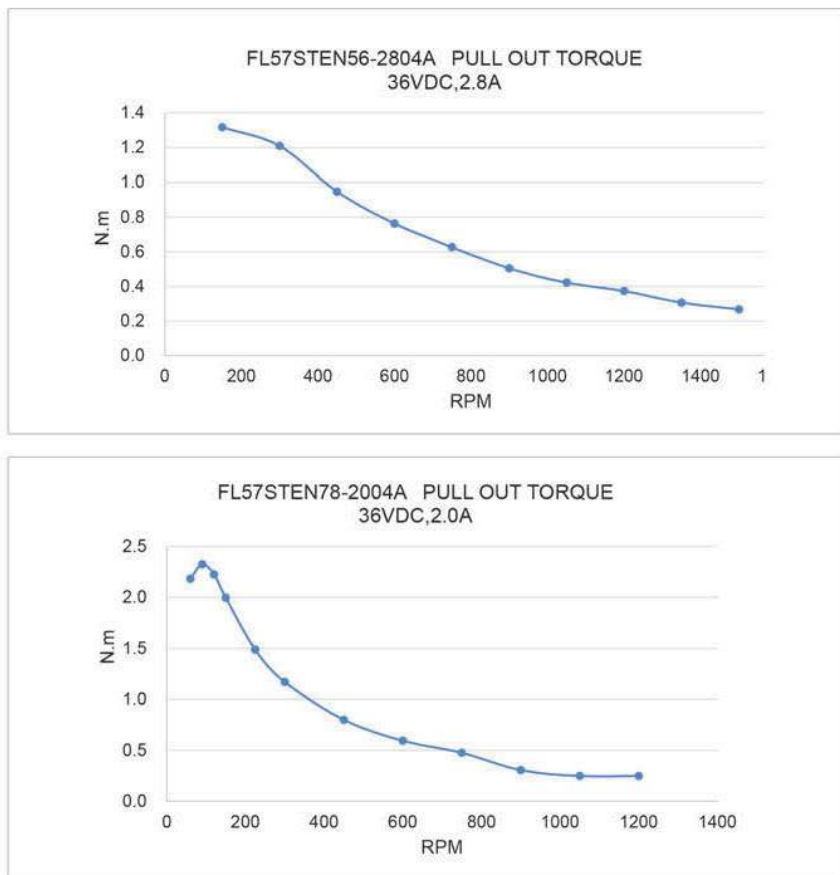 FL57STEN56-2804A PULL OUT TORQUE
36VDC,2.8A
1.4
1.2
1.0
0.8
0.6
0.4
0.2
0.0
N.m
0 200 400 600 800 1000 1200 1400 1
RPM
FL57STEN78-2004A PULL OUT TORQUE
36VDC,2.0A
2.5
2.0
1.5
1.0
0.5
0.0
N.m
0 200 400 600 800 1000 1200 1400
RPM